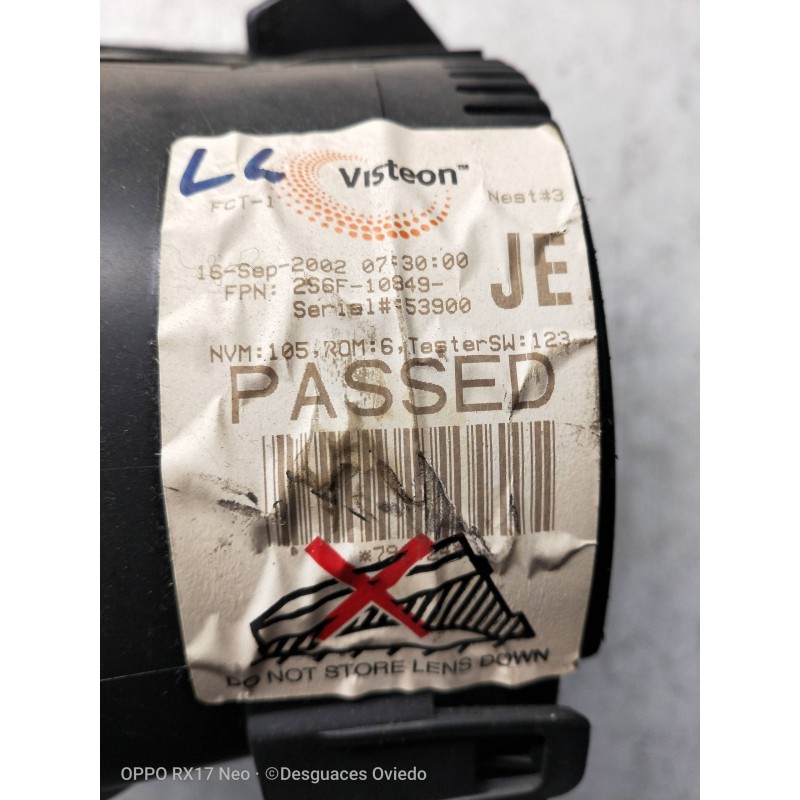 LL
Visteon™
FCT-1
Nest#3
16-Sep-2002 07:30:00
JE
FPN: 2S6F-10849-
Serial#:53900
NVM:105,ROM:6,TesterSW:123
PASSED
DO NOT STORE LENS DOWN
OPPO RX17 Neo · ©Desguaces Oviedo